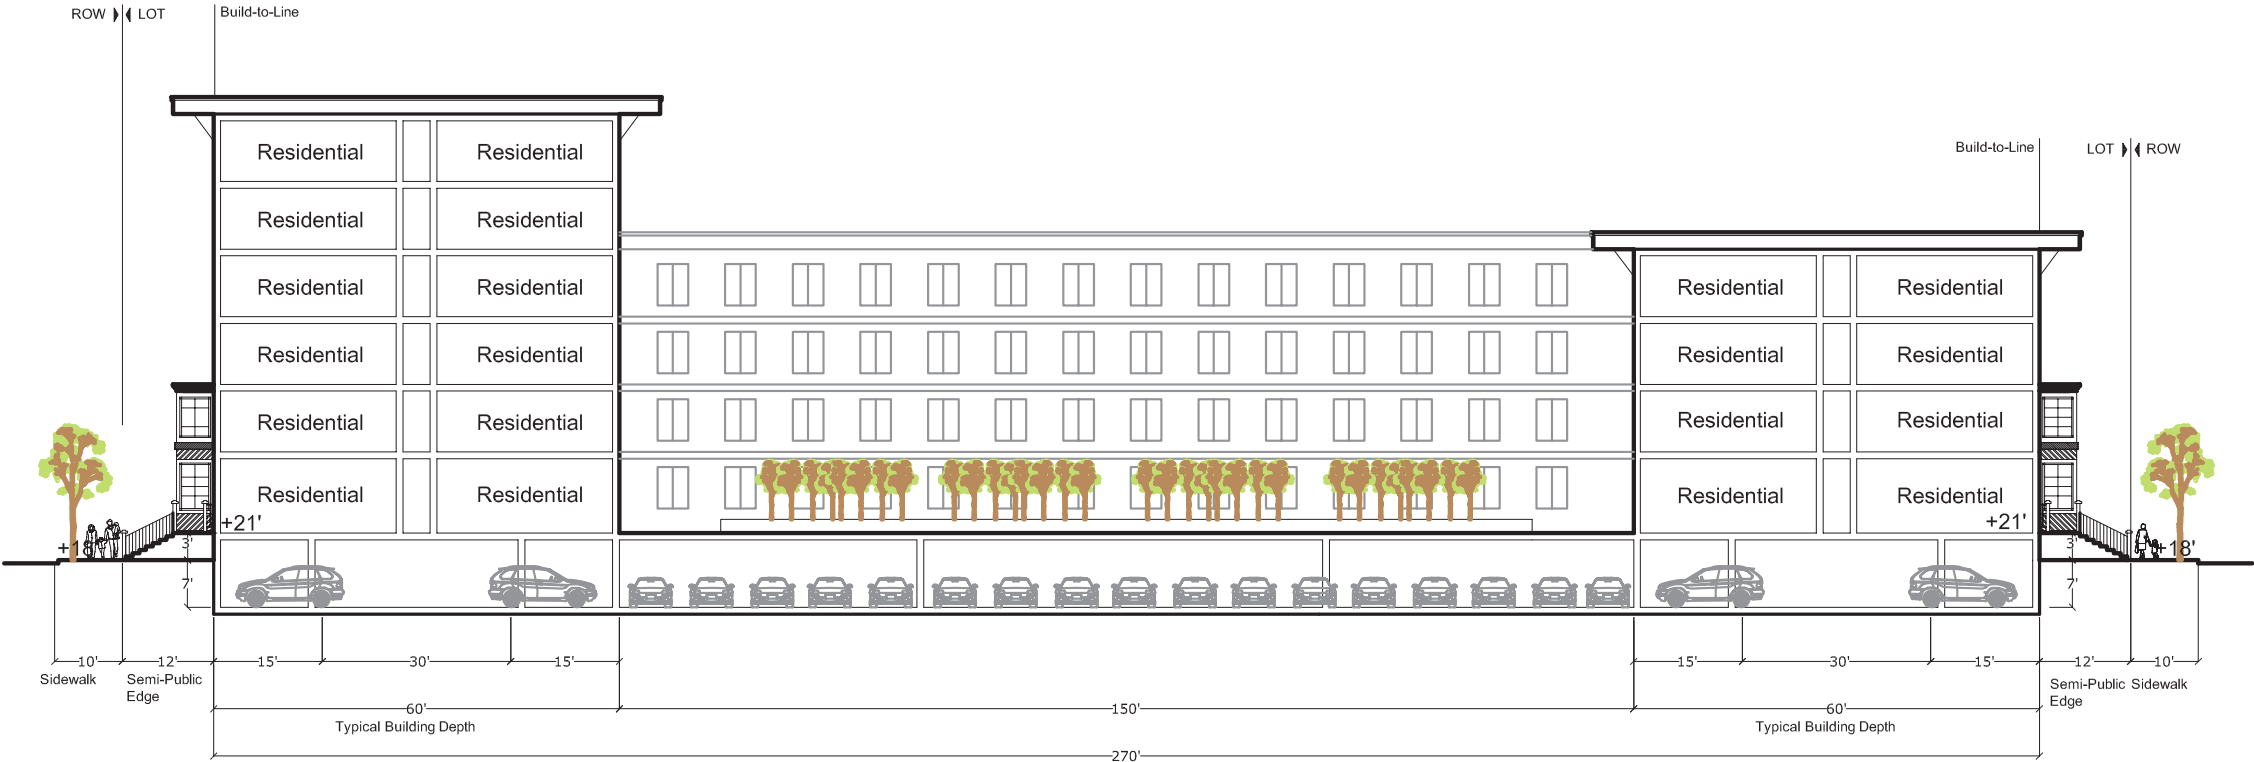 ROW LOT
Build-to-Line
Build-to-Line
LOT ROW
Residential Residential
Residential Residential
Residential Residential Residential Residential
Residential Residential Residential Residential
Residential Residential Residential Residential
Residential Residential Residential Residential
+21' +21'
+18 3' 3' +18'
7' 7'
10' 12' 15' 30' 15' 15' 30' 15' 12' 10'
Sidewalk Semi-Public Semi-Public Sidewalk
Edge Edge
60' 150' 60'
Typical Building Depth Typical Building Depth
270'